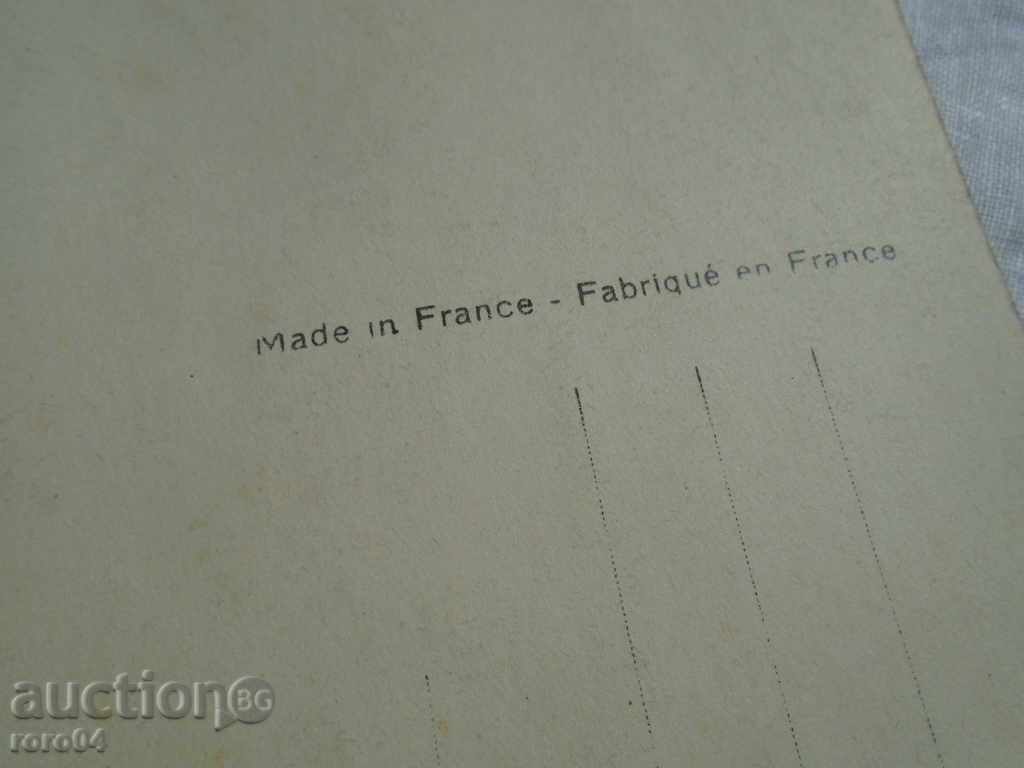 Made in France - Fabriqué en France
auction BG
roro04